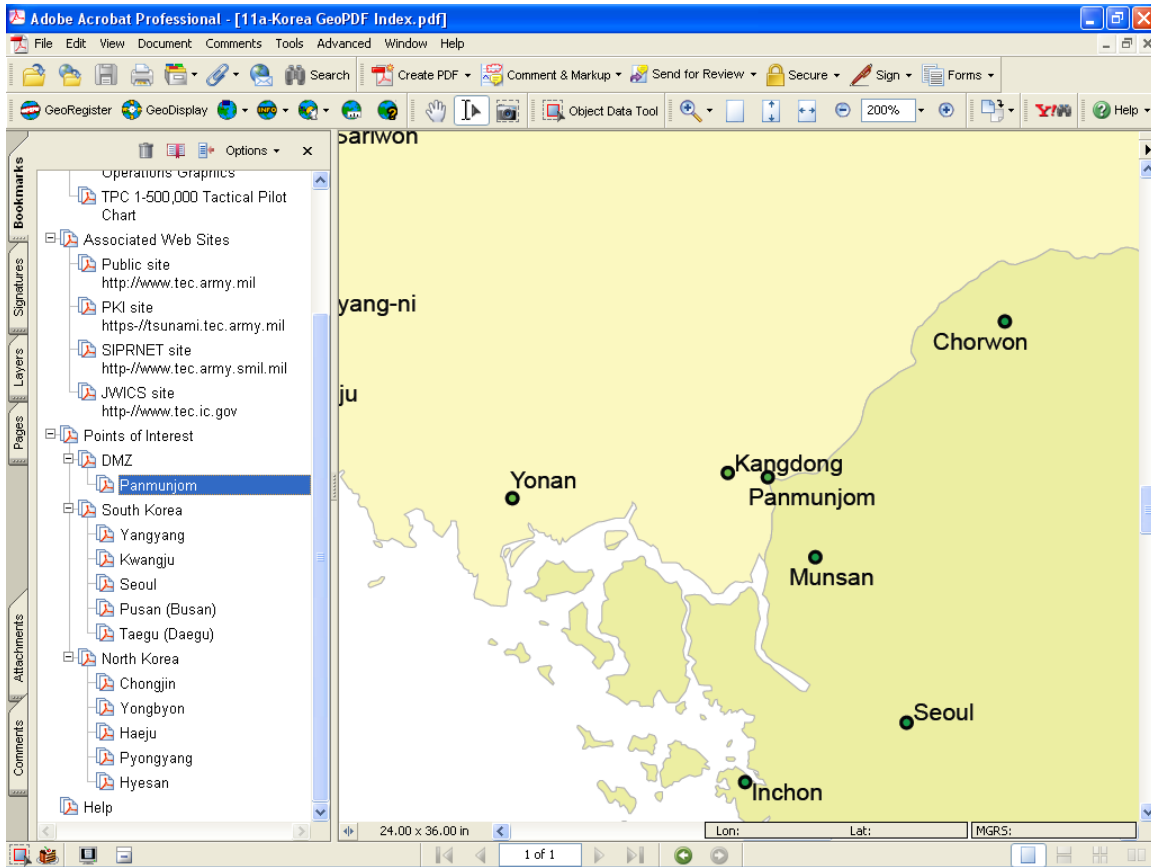 Adobe Acrobat Professional - [11a-Korea GeoPDF Index.pdf]
File Edit View Document Comments Tools Advanced Window Help
Search Create PDF Comment & Markup Send for Review Secure Sign Forms
GeoRegister GeoDisplay INFO Object Data Tool 200% Y! Help
Options
Bookmarks
Signatures
Layers
Pages
Attachments
Comments
Operations Graphics
TPC 1-500,000 Tactical Pilot
Chart
Associated Web Sites
Public site
http://www.tec.army.mil
PKI site
https-//tsunami.tec.army.mil
SIPRNET site
http-//www.tec.army.smil.mil
JWICS site
http-//www.tec.ic.gov
Points of Interest
DMZ
Panmunjom
South Korea
Yangyang
Kwangju
Seoul
Pusan (Busan)
Taegu (Daegu)
North Korea
Chongjin
Yongbyon
Haeju
Pyongyang
Hyesan
Help
Sariwon
yang-ni
Chorwon
ju
Kangdong
Yonan
Panmunjom
Munsan
Seoul
Inchon
24.00 x 36.00 in
Lon: Lat: MGRS:
1 of 1